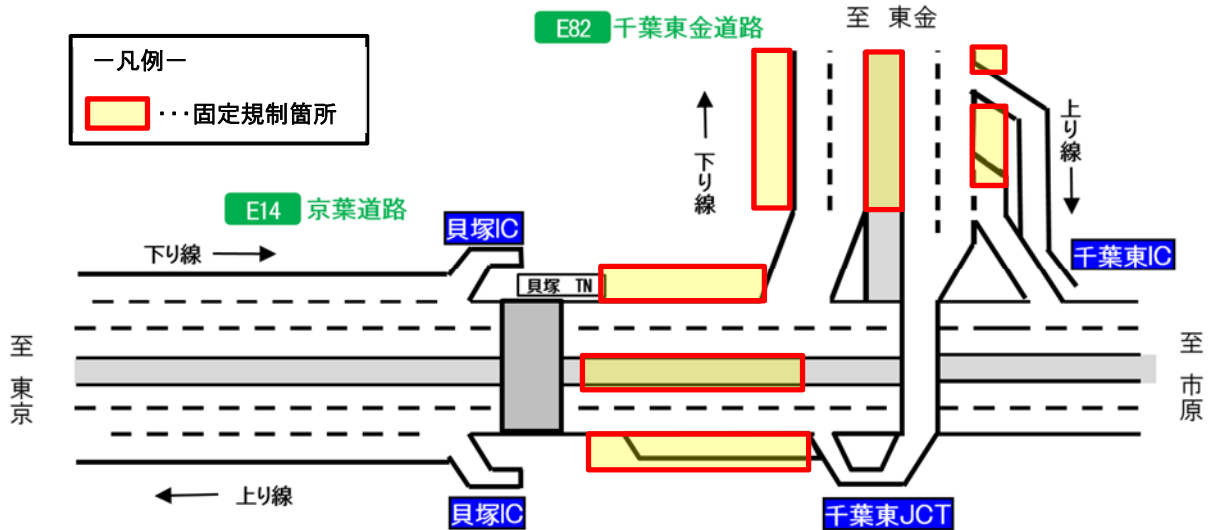 至 東金
E82 千葉東金道路
－凡例－
・・・固定規制箇所
下り線
上り線
E14 京葉道路
貝塚IC
千葉東IC
下り線
貝塚 TN
至 東京
至 市原
上り線
貝塚IC
千葉東JCT